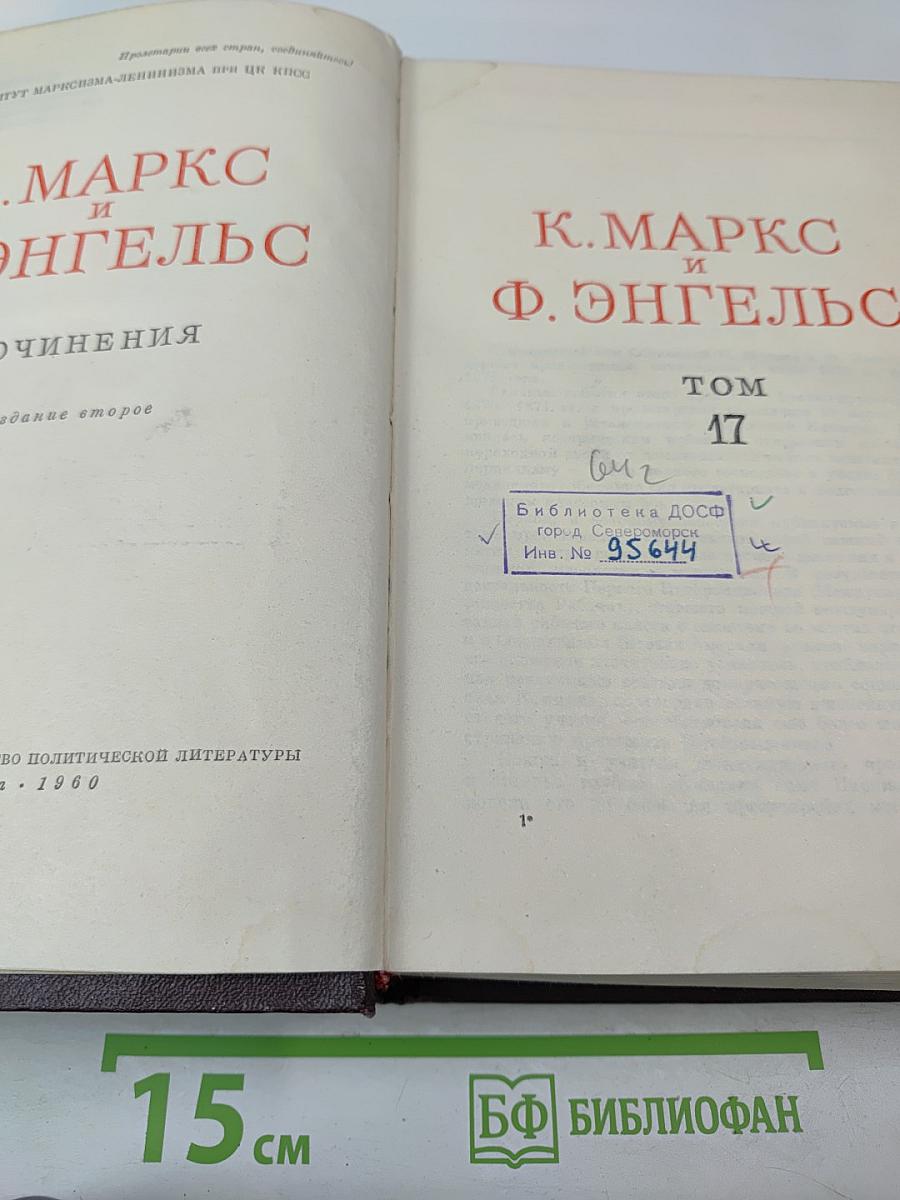 Пролетарии всех стран, соединяйтесь!
ТУТ МАРКСИЗМА-ЛЕНИНИЗМА ПРИ ЦК КПСС
. МАРКС
И
ЭНГЕЛЬС
ОЧИНЕНИЯ
здание второе
ВО ПОЛИТИЧЕСКОЙ ЛИТЕРАТУРЫ
а • 1960
К. МАРКС
И
Ф. ЭНГЕЛЬС
ТОМ
17
Библиотека ДОСФ
город Североморск
Инв. № 95644
1*
15 см
БФ БИБЛИОФАН